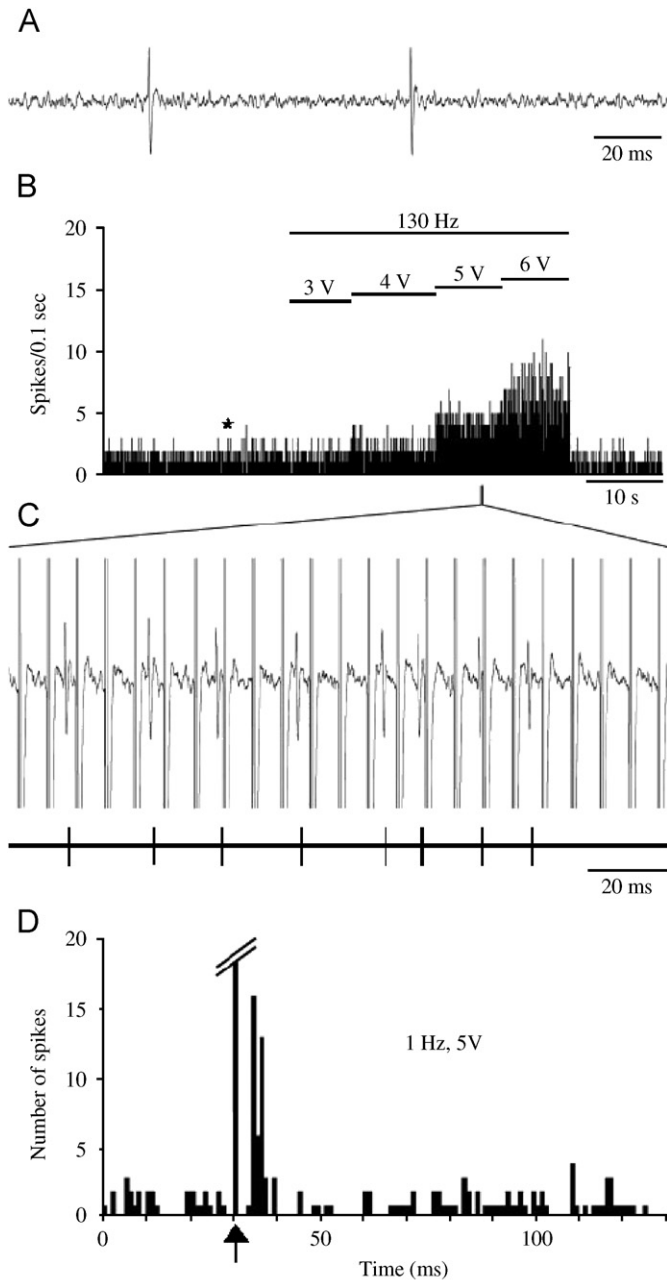 A
20 ms
B
20
130 Hz
6 V
5 V
4 V
3 V
15
Spikes/0.1 sec
10
5
0
10 s
C
20 ms
D
20
15
1 Hz, 5V
Number of spikes
10
5
0
0
50
100
Time (ms)